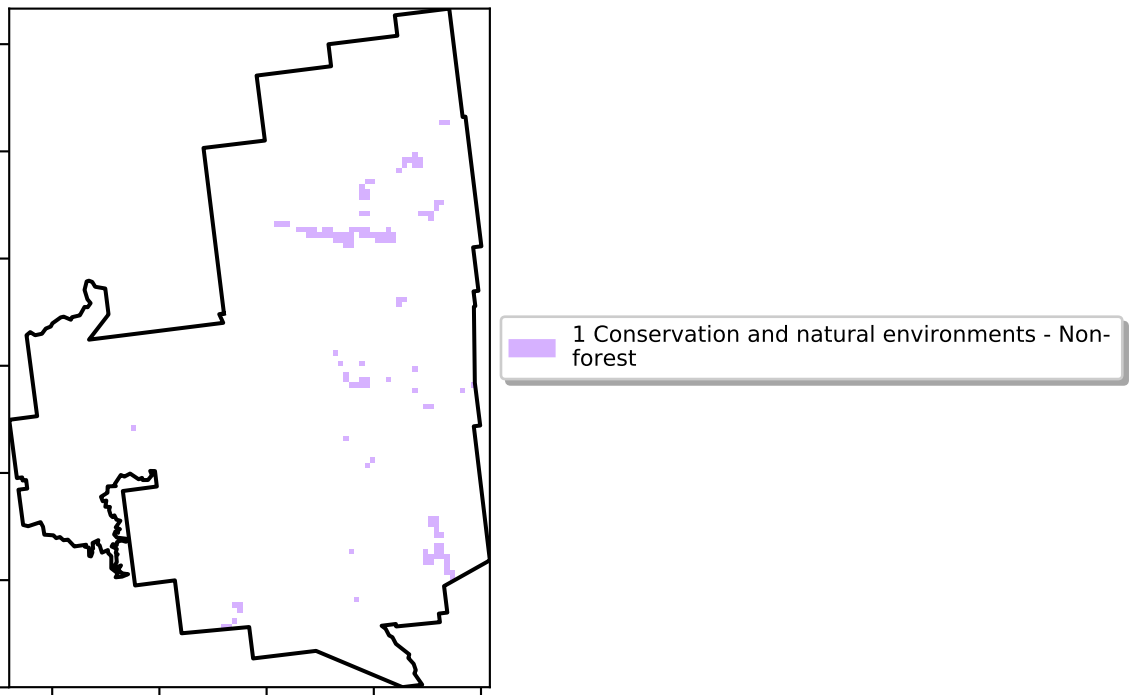 1 Conservation and natural environments - Non-
forest